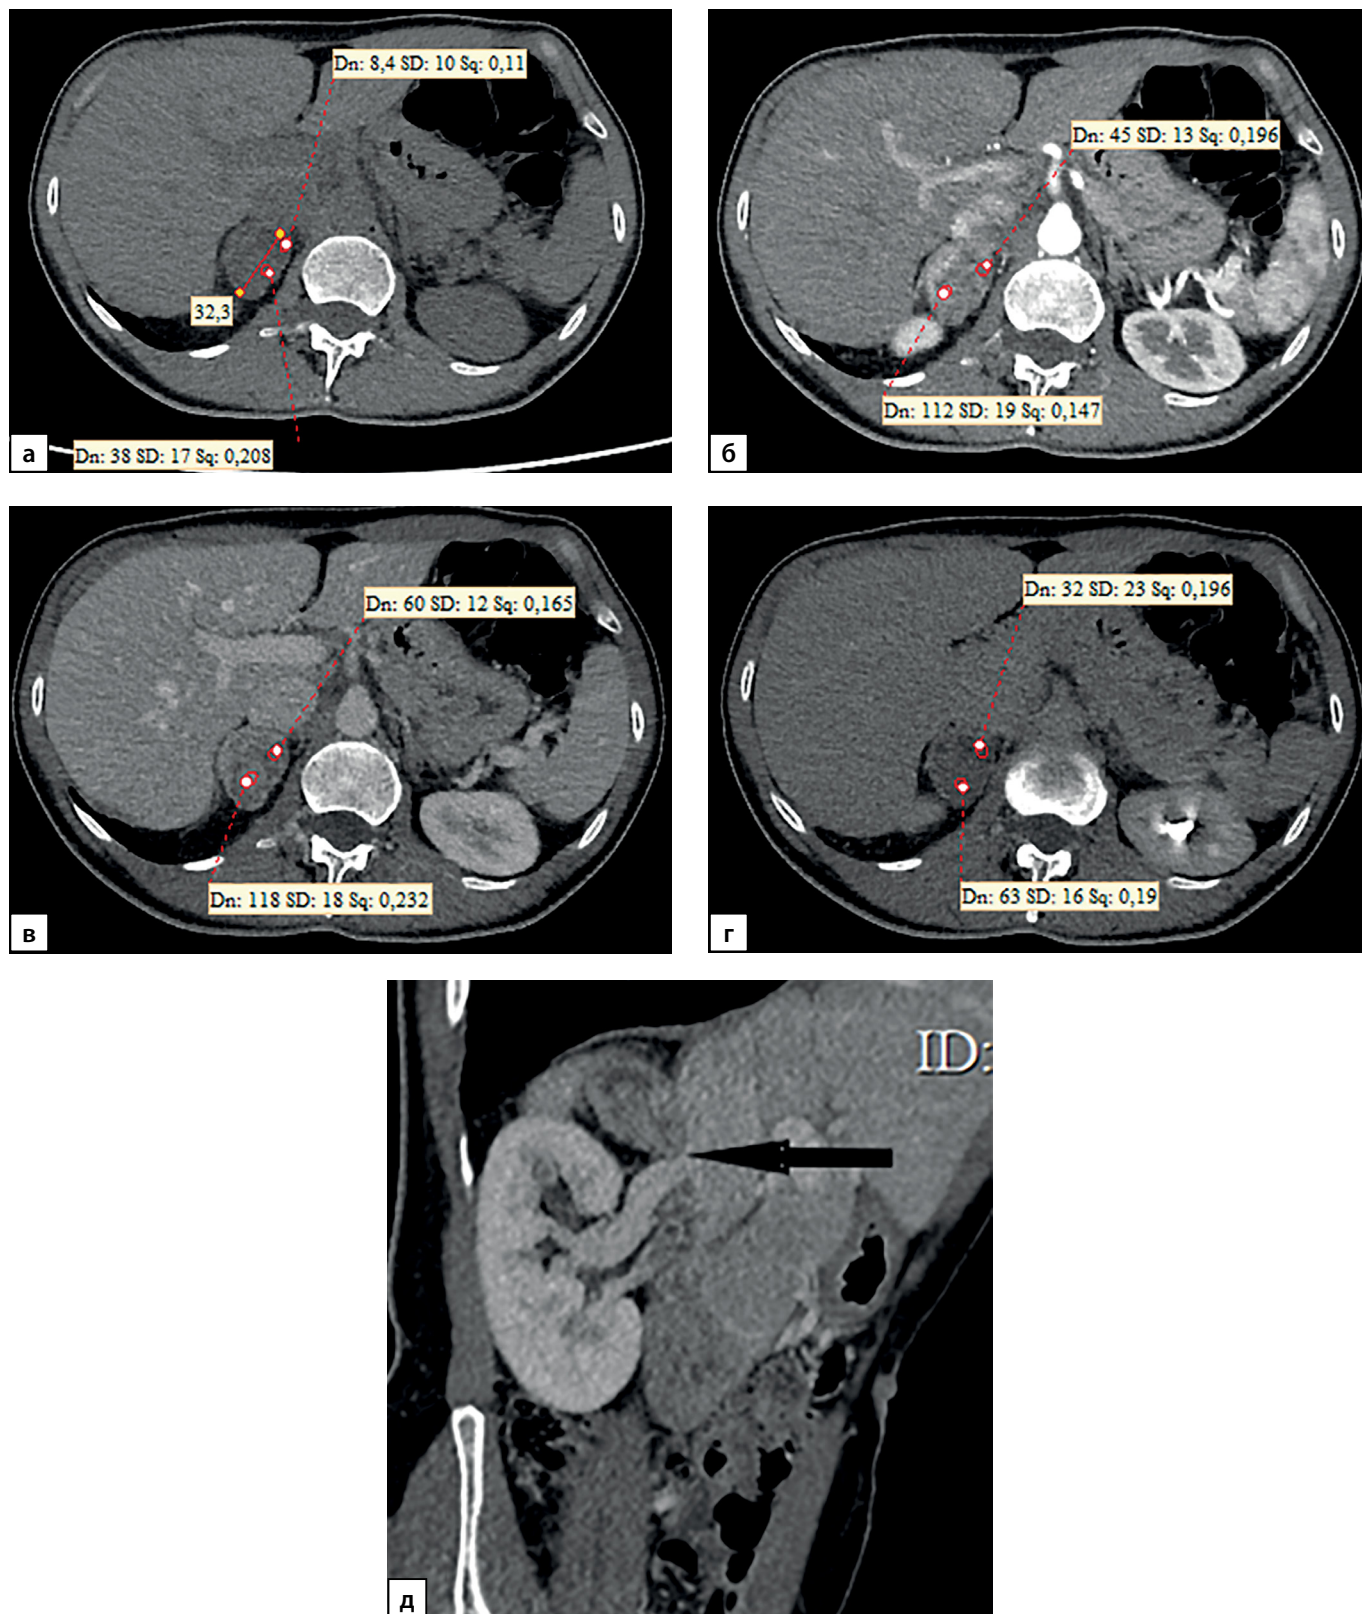 Dn: 8,4 SD: 10 Sq: 0,11
32,3
Dn: 38 SD: 17 Sq: 0,208
а
Dn: 45 SD: 13 Sq: 0,196
Dn: 112 SD: 19 Sq: 0,147
б
Dn: 60 SD: 12 Sq: 0,165
Dn: 118 SD: 18 Sq: 0,232
в
Dn: 32 SD: 23 Sq: 0,196
Dn: 63 SD: 16 Sq: 0,19
г
ID:
д